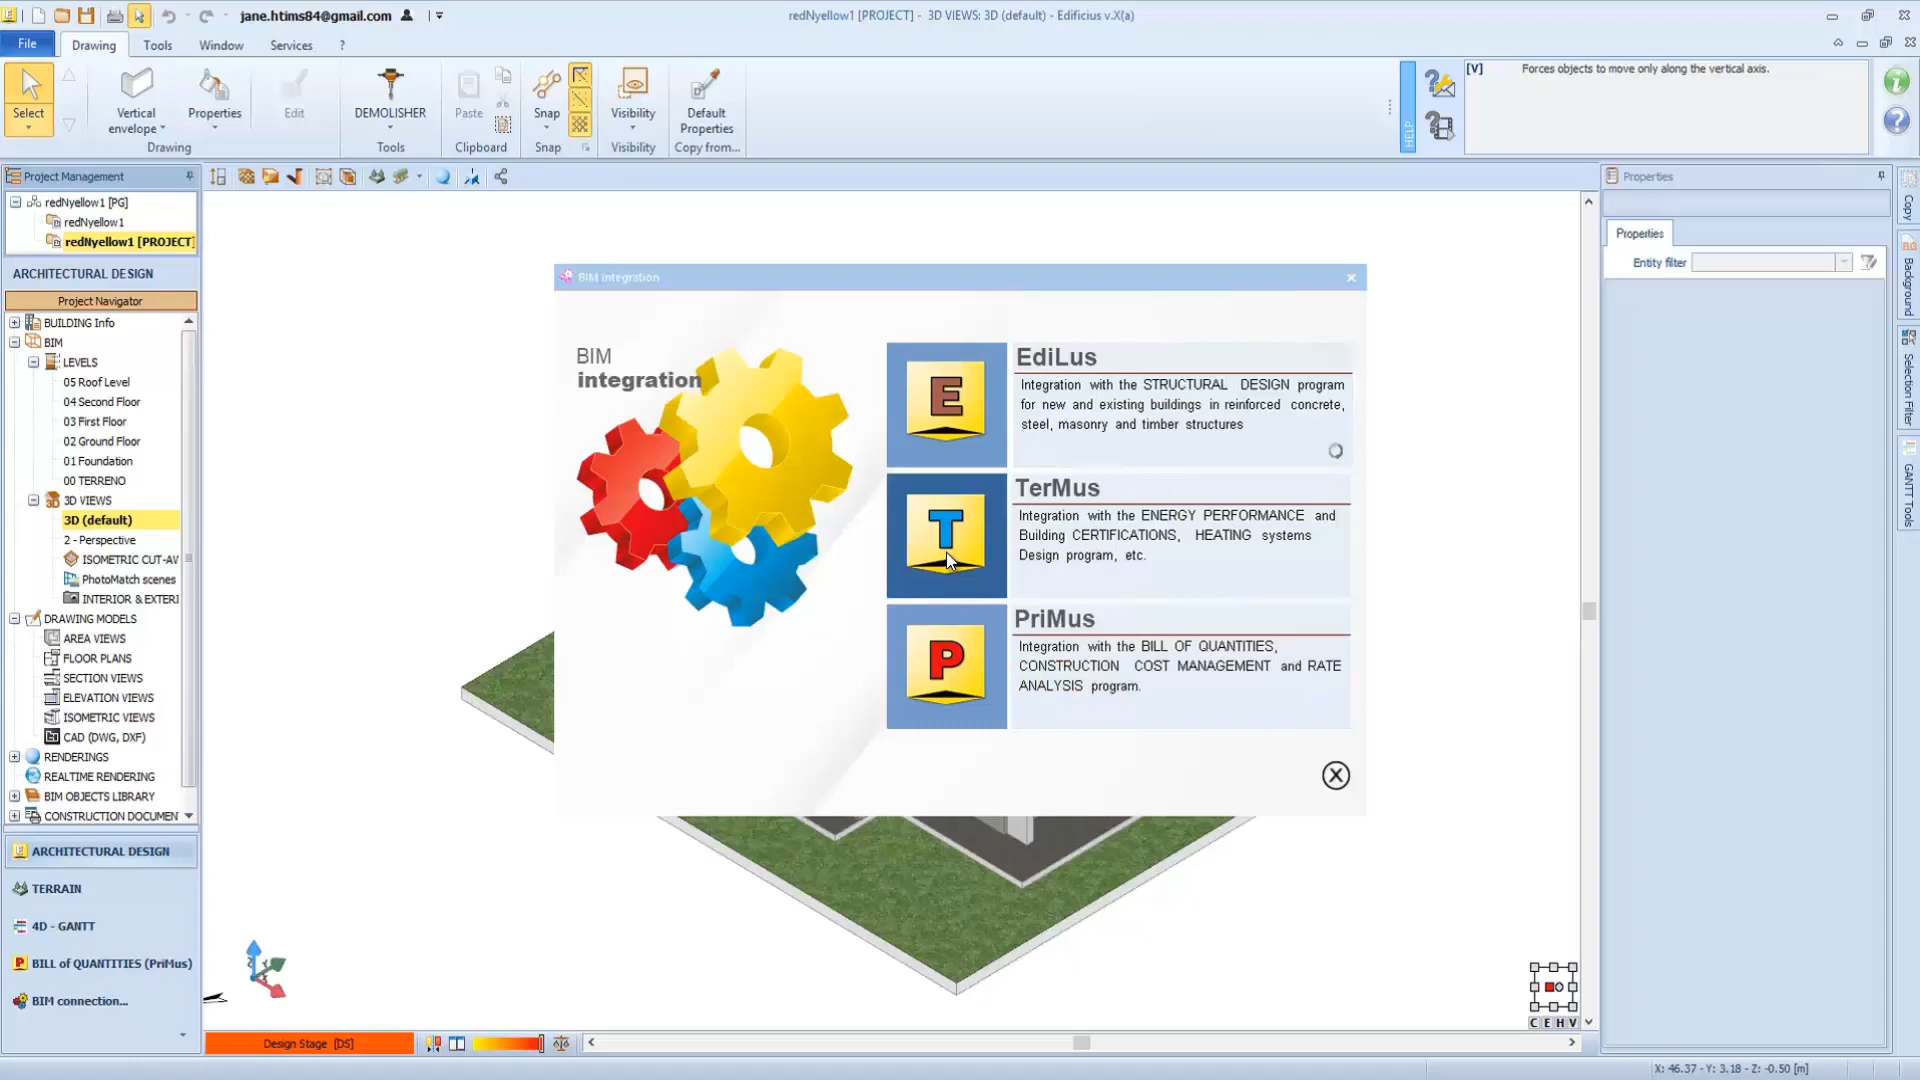 jane.htims84@gmail.com
redNyellow1 [PROJECT] - 3D VIEWS: 3D (default) - Edificius v.X(a)
File
Drawing
Tools
Window
Services
?
Select
Vertical
envelope
Properties
Edit
Drawing
DEMOLISHER
Tools
Paste
Clipboard
Snap
Snap
Visibility
Visibility
Default
Properties
Copy from...
HELP
[V]
Forces objects to move only along the vertical axis.
Project Management
redNyellow1 [PG]
redNyellow1
redNyellow1 [PROJECT]
ARCHITECTURAL DESIGN
Project Navigator
BUILDING Info
BIM
LEVELS
05 Roof Level
04 Second Floor
03 First Floor
02 Ground Floor
01 Foundation
00 TERRENO
3D VIEWS
3D (default)
2 - Perspective
ISOMETRIC CUT-AV
PhotoMatch scenes
INTERIOR & EXTERI
DRAWING MODELS
AREA VIEWS
FLOOR PLANS
SECTION VIEWS
ELEVATION VIEWS
ISOMETRIC VIEWS
CAD (DWG, DXF)
RENDERINGS
REALTIME RENDERING
BIM OBJECTS LIBRARY
CONSTRUCTION DOCUMEN
ARCHITECTURAL DESIGN
TERRAIN
4D - GANTT
BILL of QUANTITIES (PriMus)
BIM connection...
BIM integration
BIM
integration
E
EdiLus
Integration with the STRUCTURAL DESIGN program
for new and existing buildings in reinforced concrete,
steel, masonry and timber structures
T
TerMus
Integration with the ENERGY PERFORMANCE and
Building CERTIFICATIONS, HEATING systems
Design program, etc.
P
PriMus
Integration with the BILL OF QUANTITIES,
CONSTRUCTION COST MANAGEMENT and RATE
ANALYSIS program.
Properties
Properties
Entity filter
Copy
Background
Selection Filter
GANTT Tools
C E H V
Design Stage [DS]
X: 46.37 - Y: 3.18 - Z: -0.50 [m]